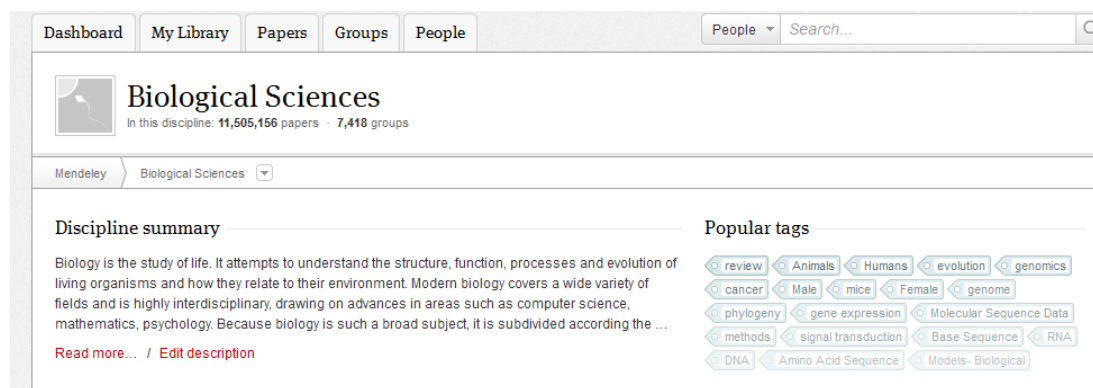 Dashboard My Library Papers Groups People People Search...
Biological Sciences
In this discipline: 11,505,156 papers · 7,418 groups
Mendeley Biological Sciences
Discipline summary
Biology is the study of life. It attempts to understand the structure, function, processes and evolution of
living organisms and how they relate to their environment. Modern biology covers a wide variety of
fields and is highly interdisciplinary, drawing on advances in areas such as computer science,
mathematics, psychology. Because biology is such a broad subject, it is subdivided according the ...
Read more... / Edit description
Popular tags
review Animals Humans evolution genomics
cancer Male mice Female genome
phylogeny gene expression Molecular Sequence Data
methods signal transduction Base Sequence RNA
DNA Amino Acid Sequence Models- Biological